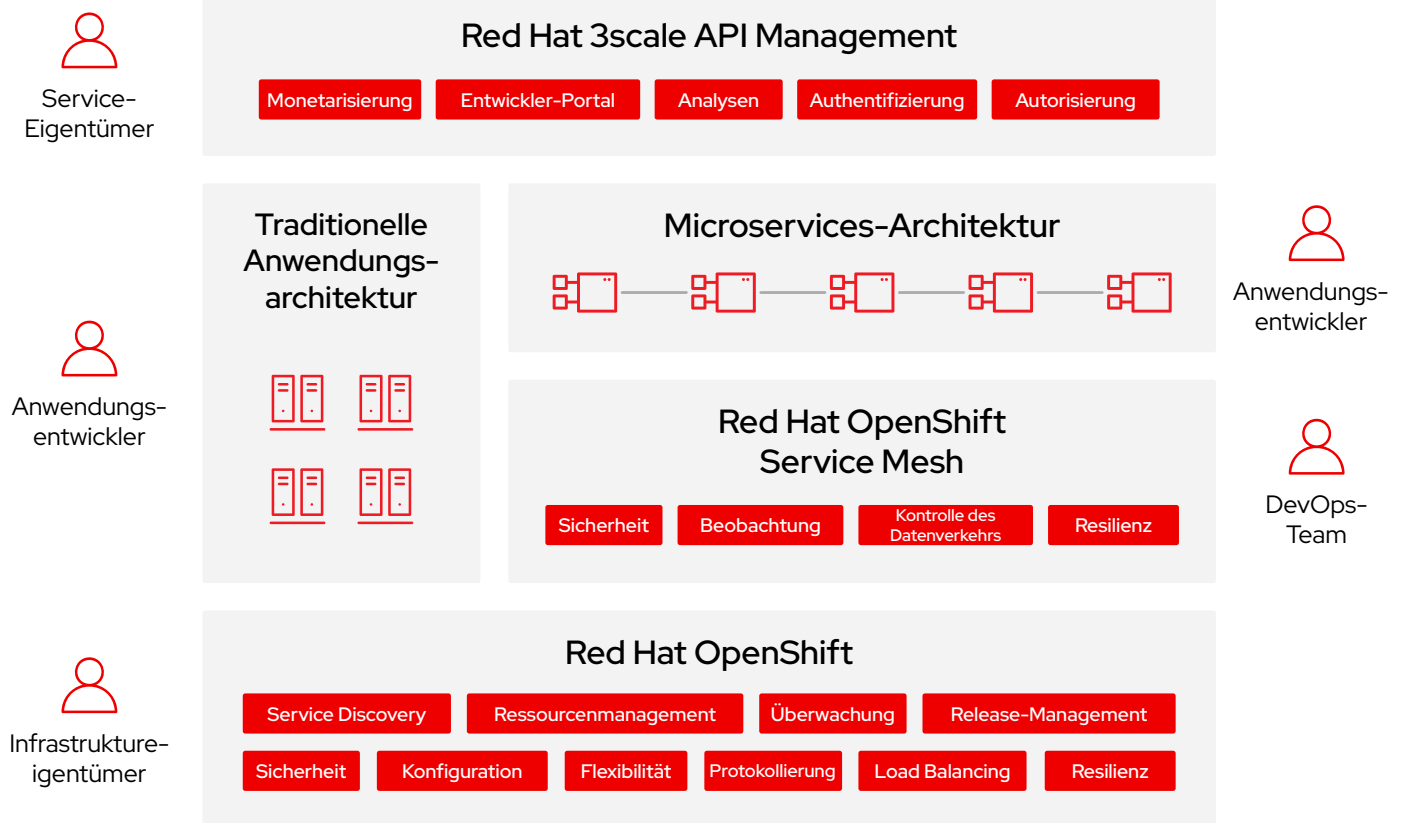 Red Hat 3scale API Management
Service-
Eigentümer
Monetarisierung
Entwickler-Portal
Analysen
Authentifizierung
Autorisierung
Traditionelle
Anwendungs-
architektur
Anwendungs-
entwickler
Microservices-Architektur
Anwendungs-
entwickler
Red Hat OpenShift
Service Mesh
Sicherheit
Beobachtung
Kontrolle des
Datenverkehrs
Resilienz
DevOps-
Team
Red Hat OpenShift
Infrastrukture-
igentümer
Service Discovery
Ressourcenmanagement
Überwachung
Release-Management
Sicherheit
Konfiguration
Flexibilität
Protokollierung
Load Balancing
Resilienz